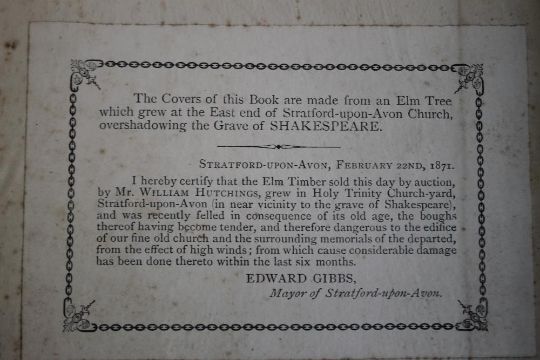 The Covers of this Book are made from an Elm Tree
which grew at the East end of Stratford-upon-Avon Church,
overshadowing the Grave of SHAKESPEARE.
STRATFORD-UPON-AVON, FEBRUARY 22ND, 1871.
I hereby certify that the Elm Timber sold this day by auction,
by Mr. WILLIAM HUTCHINGS, grew in Holy Trinity Church-yard,
Stratford-upon-Avon (in near vicinity to the grave of Shakespeare),
and was recently felled in consequence of its old age, the boughs
thereof having become tender, and therefore dangerous to the edifice
of our fine old church and the surrounding memorials of the departed,
from the effect of high winds; from which cause considerable damage
has been done thereto within the last six months.
EDWARD GIBBS,
Mayor of Stratford-upon-Avon.